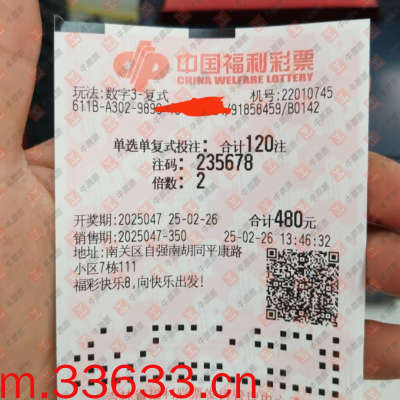 中国福利彩票
CHINA WELFARE LOTTERY
玩法:数字3-复式 机号:22010745
611B-A302-989 /91858459/B0142
单选单复式投注: 合计120注
注码: 235678
倍数: 2
开奖期:2025047 25-02-26 合计480元
销售期:2025047-350 25-02-26 13:46:32
地址:南关区自强南胡同平康路
小区7栋111
福彩快乐8,向快乐出发!
m.33633.cn